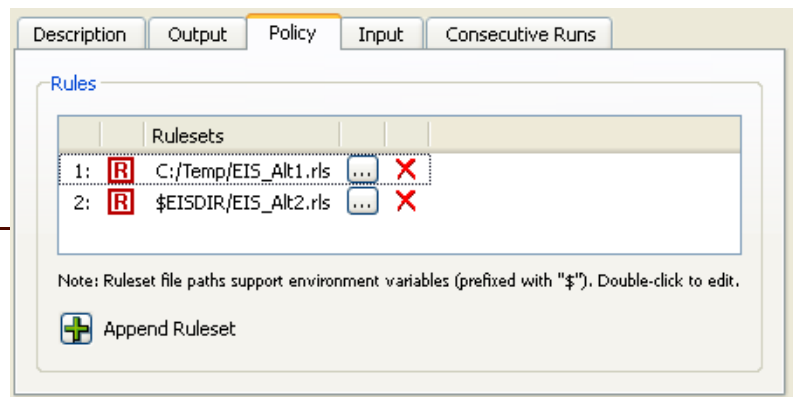 Description Output Policy Input Consecutive Runs
Rules
Rulesets
1: R C:/Temp/EIS_Alt1.rls ... 
2: R $EISDIR/EIS_Alt2.rls ...
Note: Ruleset file paths support environment variables (prefixed with "$"). Double-click to edit.
Append Ruleset